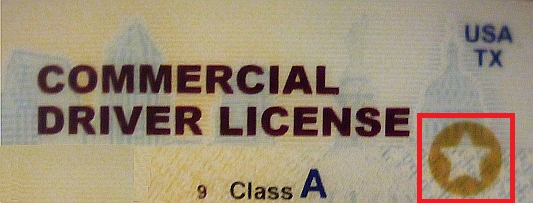 USA
TX
COMMERCIAL
DRIVER LICENSE
9 Class A